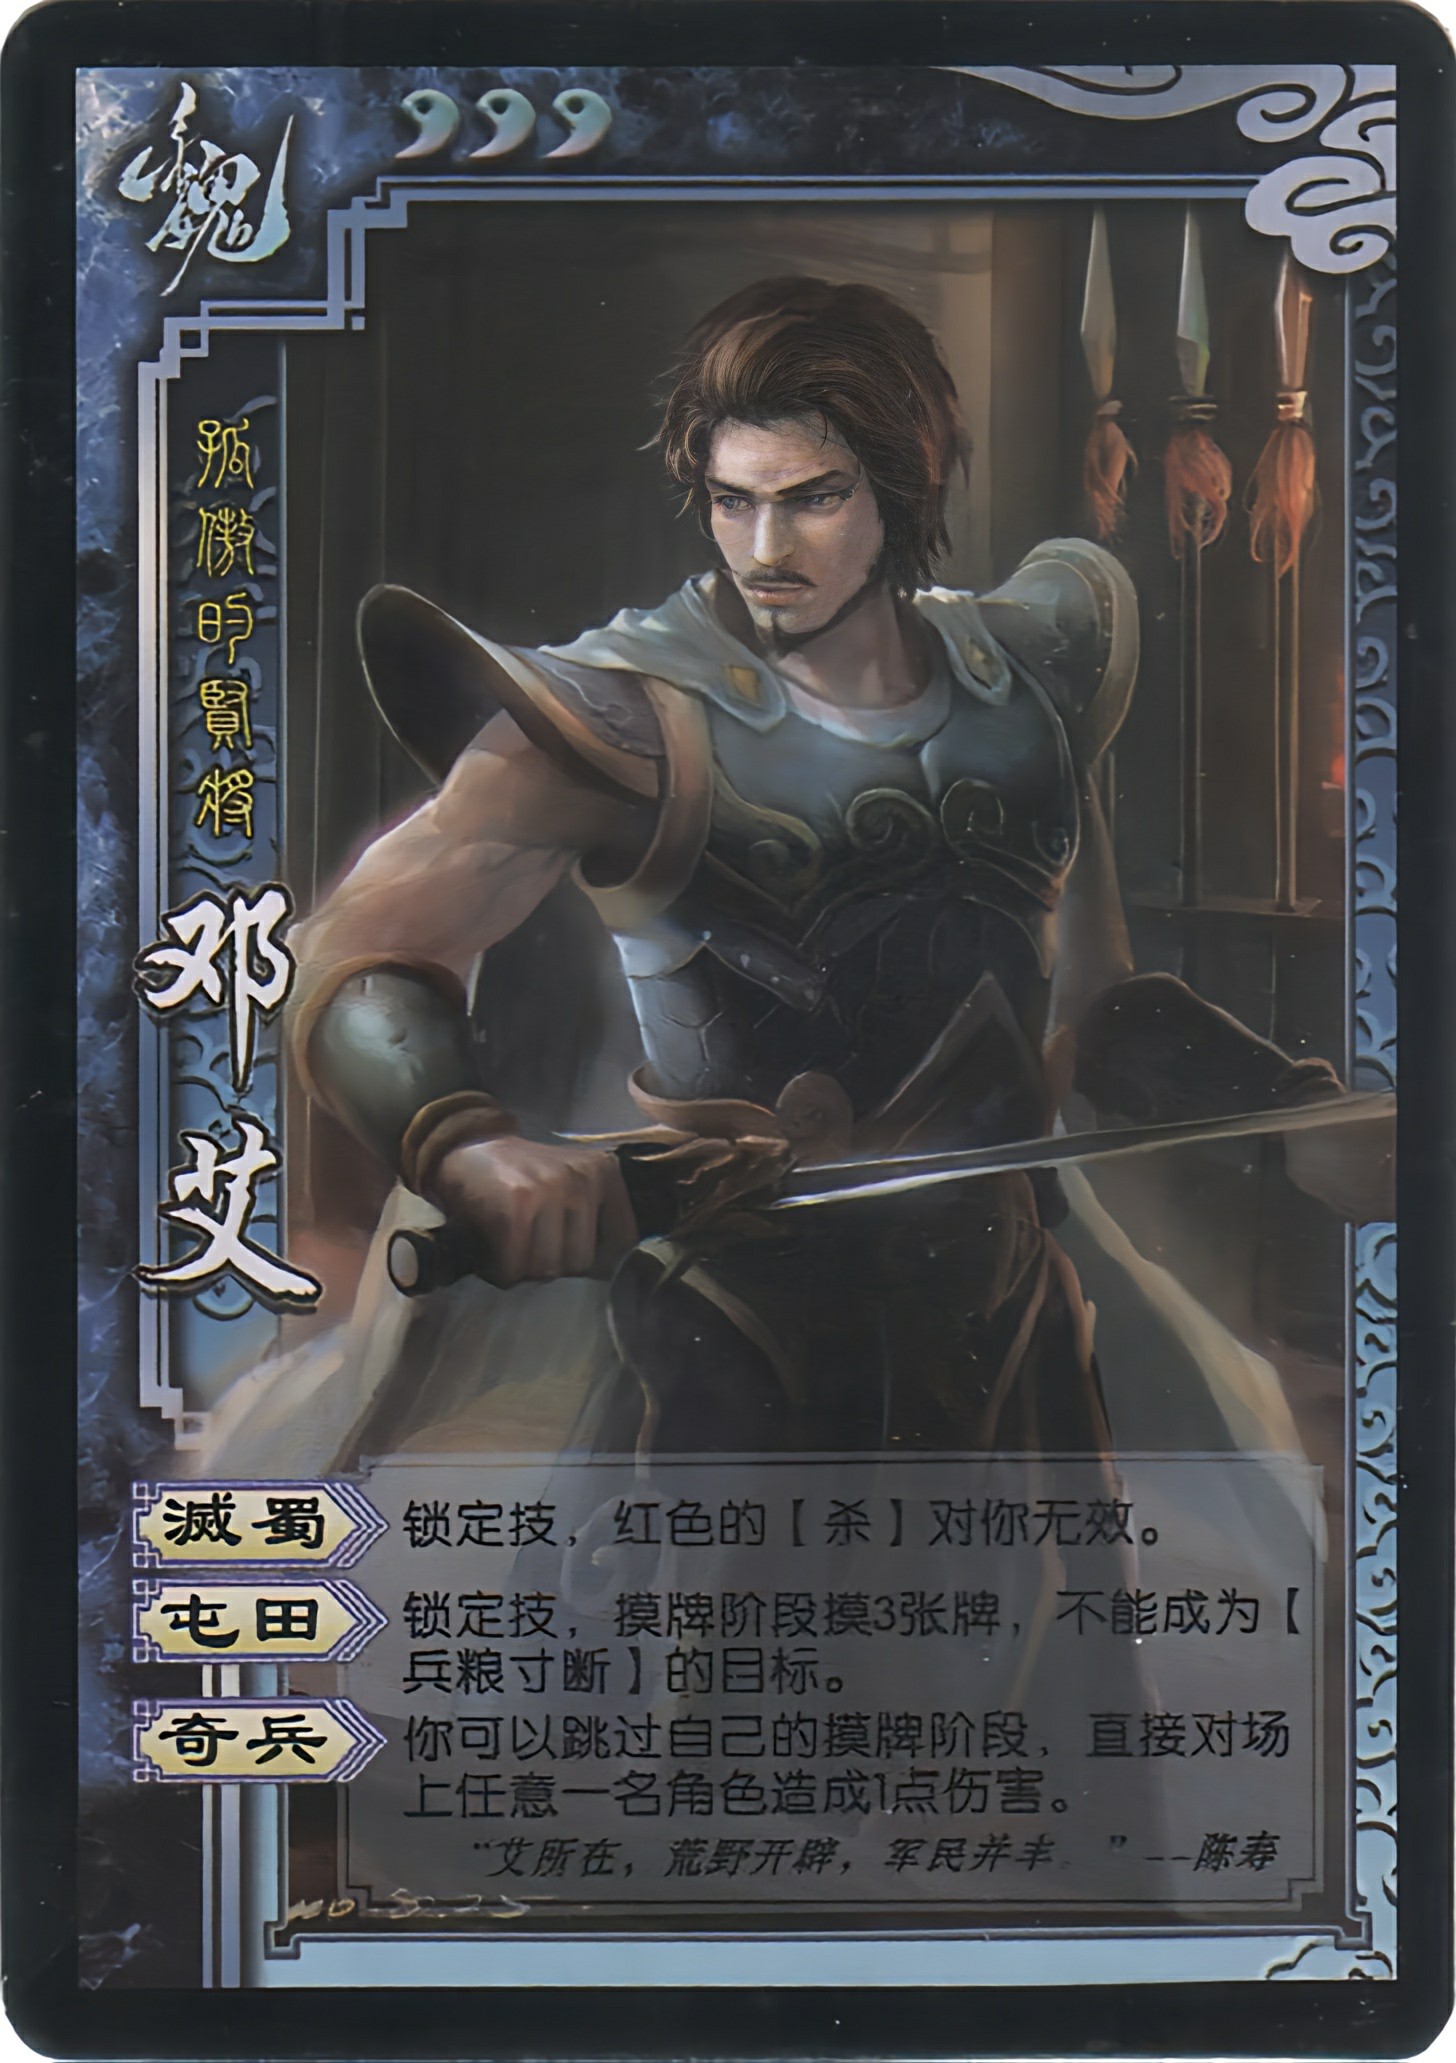 魏
孤傲的賢将
邓艾
滅蜀
锁定技，红色的【杀】对你无效。
屯田
锁定技，摸牌阶段摸3张牌，不能成为【
兵粮寸断】的目标。
奇兵
你可以跳过自己的摸牌阶段，直接对场
上任意一名角色造成1点伤害。
“艾所在，荒野开辟，军民并丰。”--陈寿